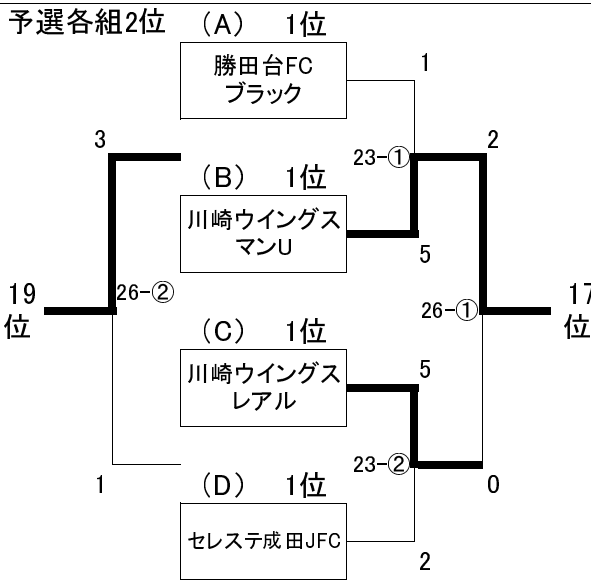 予選各組2位
（A） 1位
勝田台FC
ブラック
1
3
2
23-①
（B） 1位
川崎ウイングス
マンU
5
19
位
26-②
26-①
17
位
（C） 1位
川崎ウイングス
レアル
5
23-②
1
（D） 1位
0
セレステ成田JFC
2